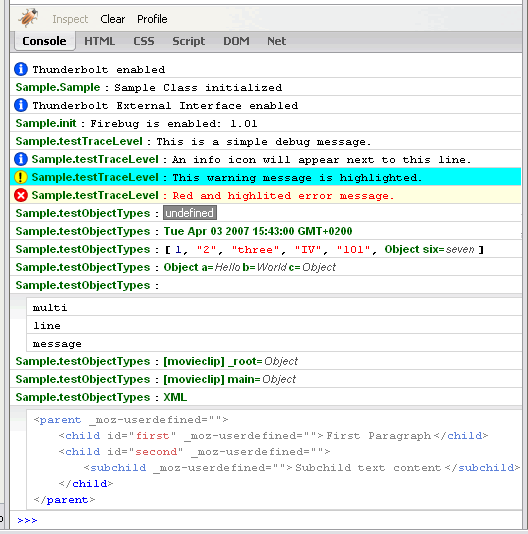 Inspect Clear Profile
Console HTML CSS Script DOM Net
Thunderbolt enabled
Sample.Sample : Sample Class initialized
Thunderbolt External Interface enabled
Sample.init : Firebug is enabled: 1.01
Sample.testTraceLevel : This is a simple debug message.
Sample.testTraceLevel : An info icon will appear next to this line.
Sample.testTraceLevel : This warning message is highlighted.
Sample.testTraceLevel : Red and highlited error message.
Sample.testObjectTypes : undefined
Sample.testObjectTypes : Tue Apr 03 2007 15:43:00 GMT+0200
Sample.testObjectTypes : [ 1, "2", "three", "IV", "101", Object six=seven ]
Sample.testObjectTypes : Object a=Hello b=World c=Object
Sample.testObjectTypes :
multi
line
message
Sample.testObjectTypes : [movieclip] _root=Object
Sample.testObjectTypes : [movieclip] main=Object
Sample.testObjectTypes : XML
<parent _moz-userdefined="">
<child id="first" _moz-userdefined="">First Paragraph</child>
<child id="second" _moz-userdefined="">
<subchild _moz-userdefined="">Subchild text content</subchild>
</child>
</parent>
>>>